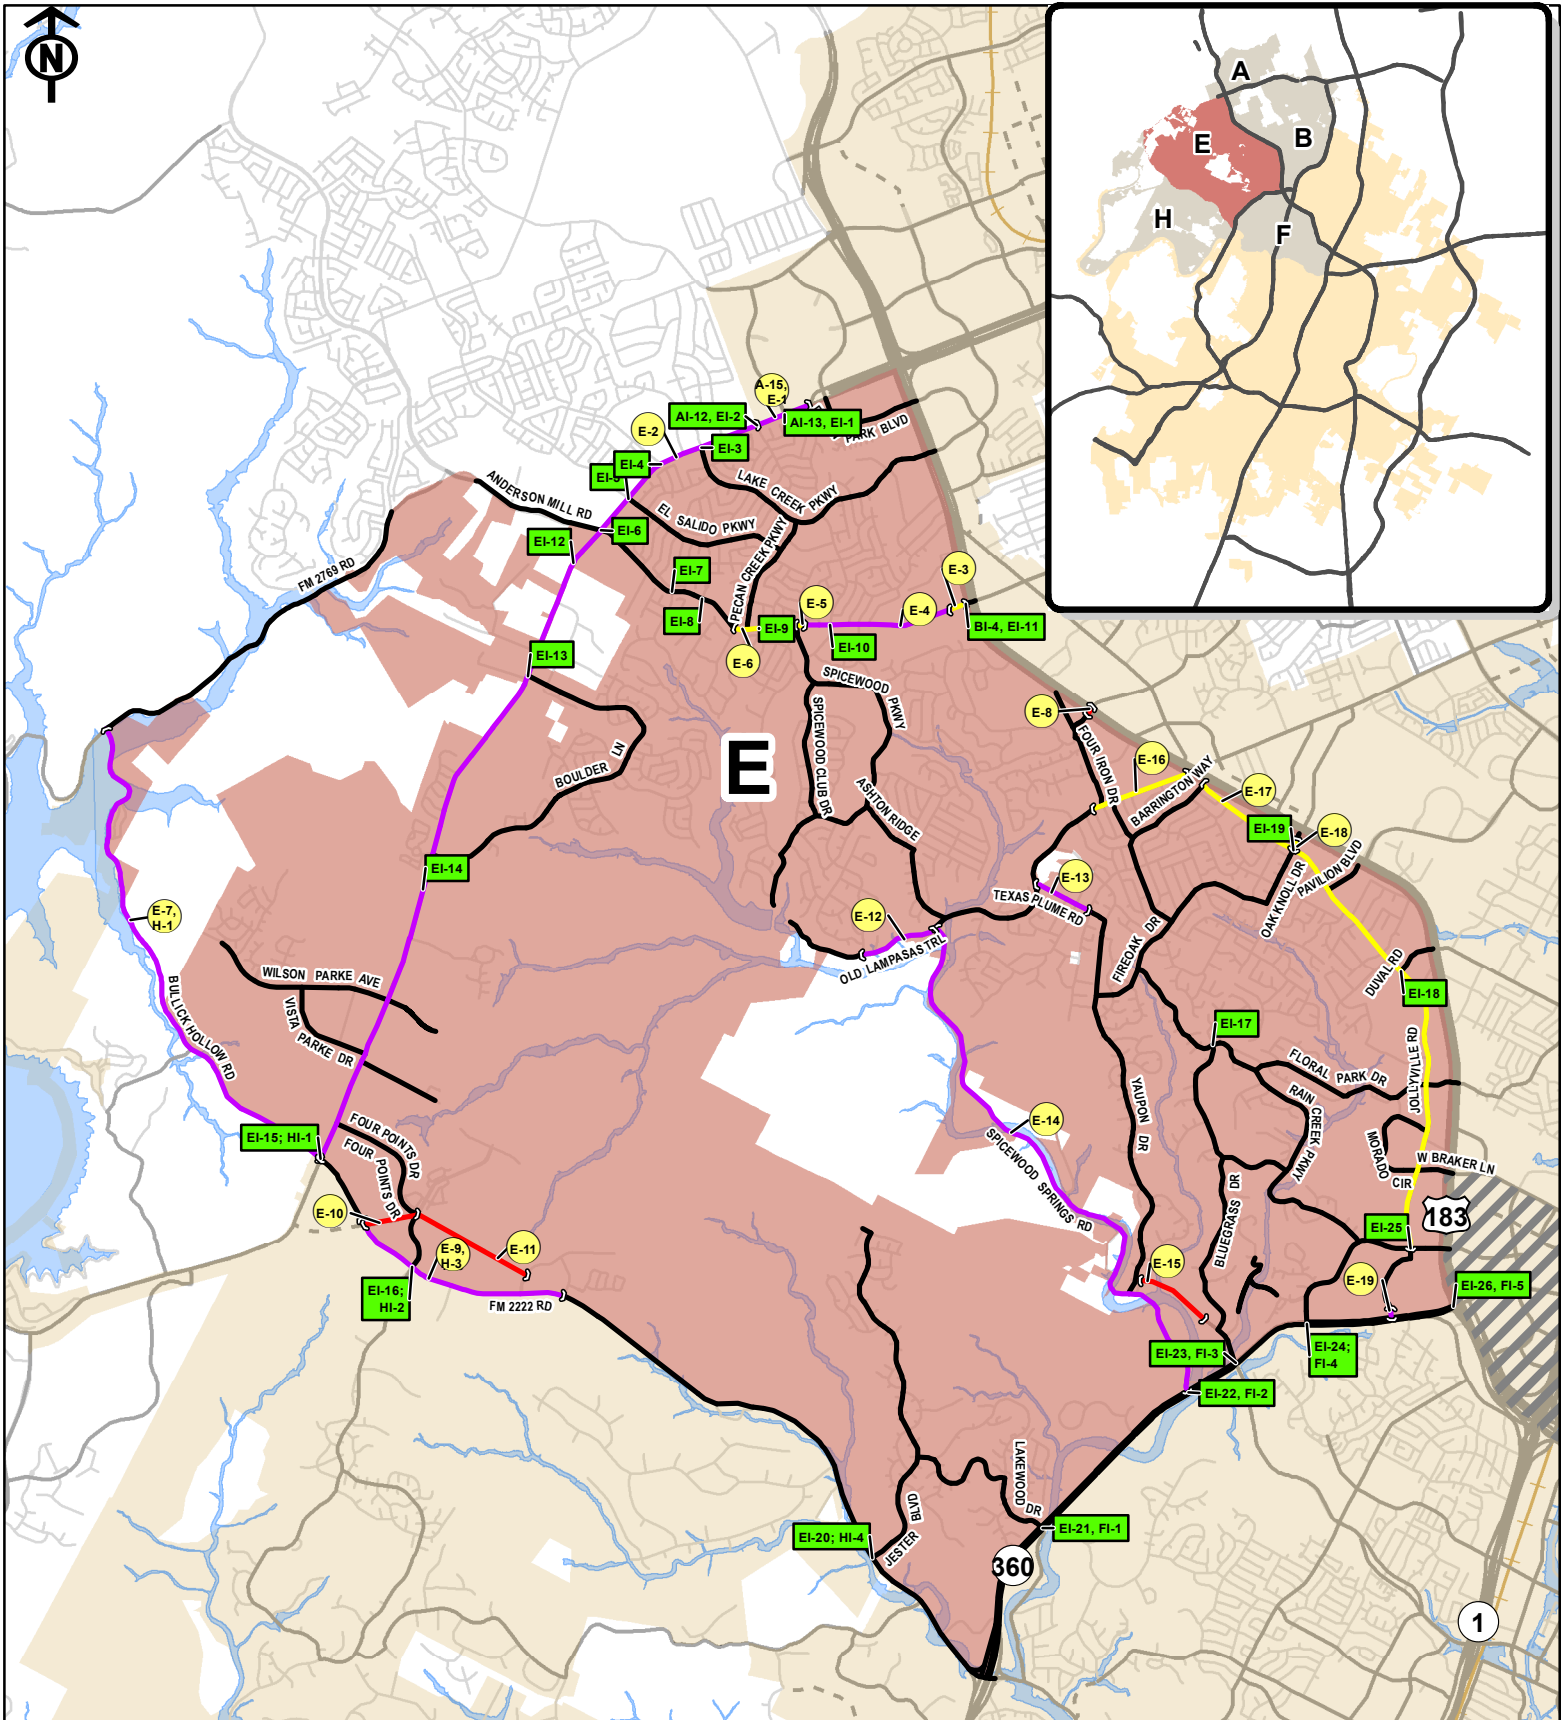 N
A
B
E
H
F
A-15,
E-1
AI-12, EI-2
AI-13, EI-1
PARK BLVD
E-2
EI-3
EI-4
LAKE CREEK PKWY
ANDERSON MILL RD
EL SALIDO PKWY
PECAN CREEK PKWY
EI-6
EI-12
FM 2769 RD
EI-7
EI-8
E-3
E-5
E-4
EI-9
BI-4, EI-11
EI-10
E-6
EI-13
SPICEWOOD
PKWY
SPICEWOOD CLUB DR
E-8
FOUR IRON DR
E
BOULDER LN
E-16
BARRINGTON WAY
E-17
ASHTON RIDGE
EI-19
E-18
PAVILION BLVD
OAK KNOLL DR
EI-14
E-13
TEXAS PLUME RD
E-7,
H-1
E-12
OLD LAMPASAS TRL
FIREOAK DR
DUVAL RD
EI-18
WILSON PARKE AVE
VISTA
PARKE DR
BULLICK HOLLOW RD
EI-17
FLORAL PARK DR
JOLLYVILLE RD
RAIN
CREEK PKWY
YAUPON DR
E-14
SPICEWOOD SPRINGS RD
MORADO
CIR
W BRAKER LN
EI-15; HI-1
FOUR POINTS DR
FOUR POINTS DR
E-10
E-9,
H-3
E-11
BLUEGRASS DR
183
EI-25
E-15
E-19
EI-26, FI-5
EI-16;
HI-2
FM 2222 RD
EI-23, FI-3
EI-24;
FI-4
EI-22, FI-2
LAKEWOOD DR
JESTER
BLVD
EI-20; HI-4
EI-21, FI-1
360
1